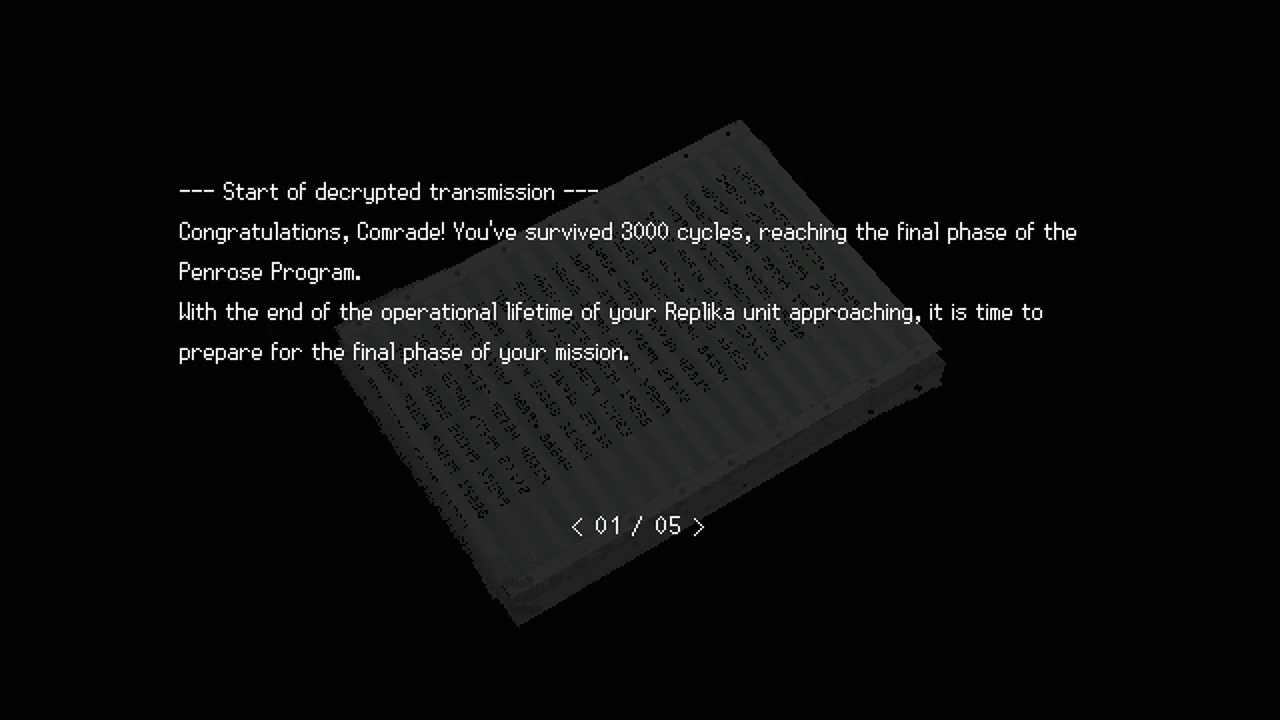 --- Start of decrypted transmission ---
Congratulations, Comrade! You've survived 3000 cycles, reaching the final phase of the
Penrose Program.
With the end of the operational lifetime of your Replika unit approaching, it is time to
prepare for the final phase of your mission.
< 01 / 05 >